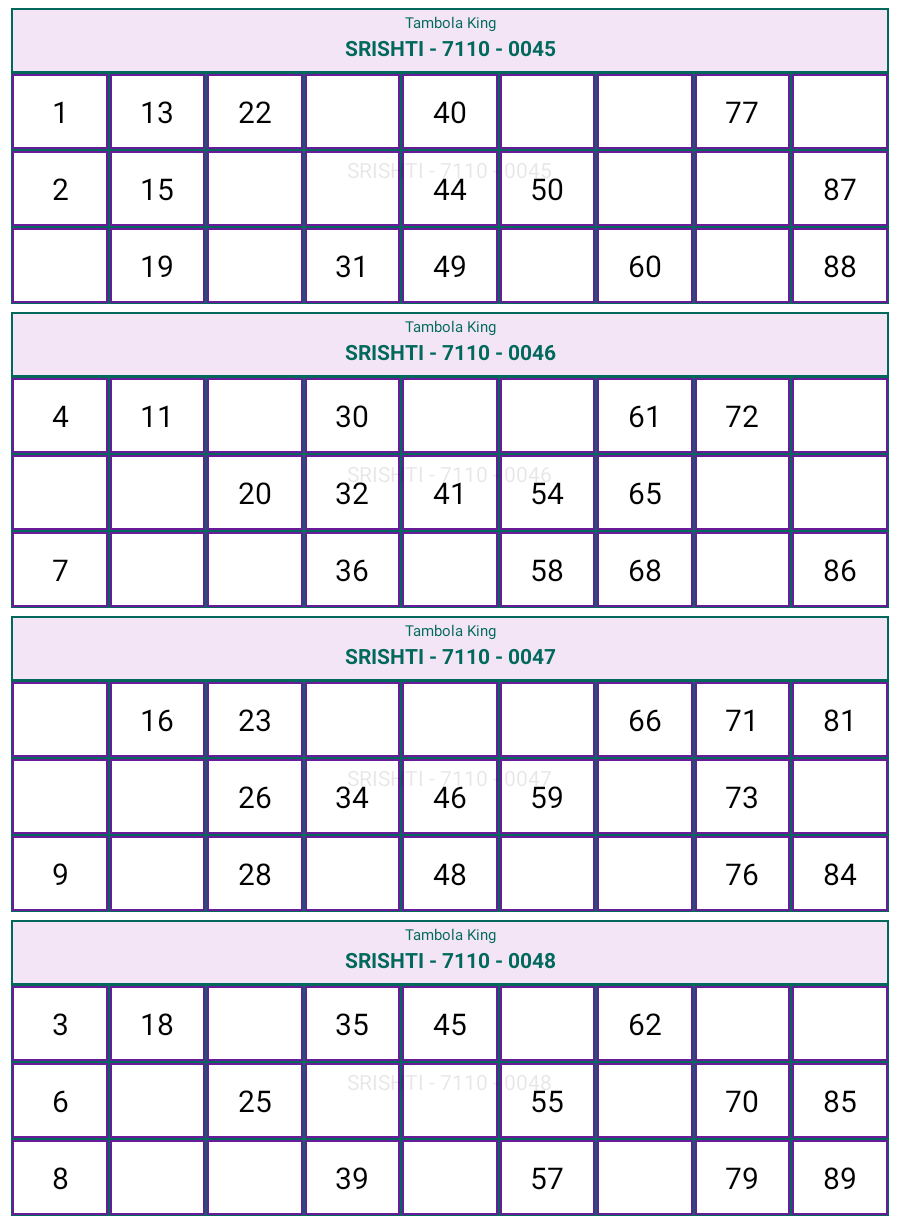 Tambola King
SRISHTI - 7110 - 0045
1 13 22 40 77
SRISHTI - 7110 - 0045
2 15 44 50 87
19 31 49 60 88
Tambola King
SRISHTI - 7110 - 0046
4 11 30 61 72
SRISHTI - 7110 - 0046
20 32 41 54 65
7 36 58 68 86
Tambola King
SRISHTI - 7110 - 0047
16 23 66 71 81
SRISHTI - 7110 - 0047
26 34 46 59 73
9 28 48 76 84
Tambola King
SRISHTI - 7110 - 0048
3 18 35 45 62
SRISHTI - 7110 - 0048
6 25 55 70 85
8 39 57 79 89